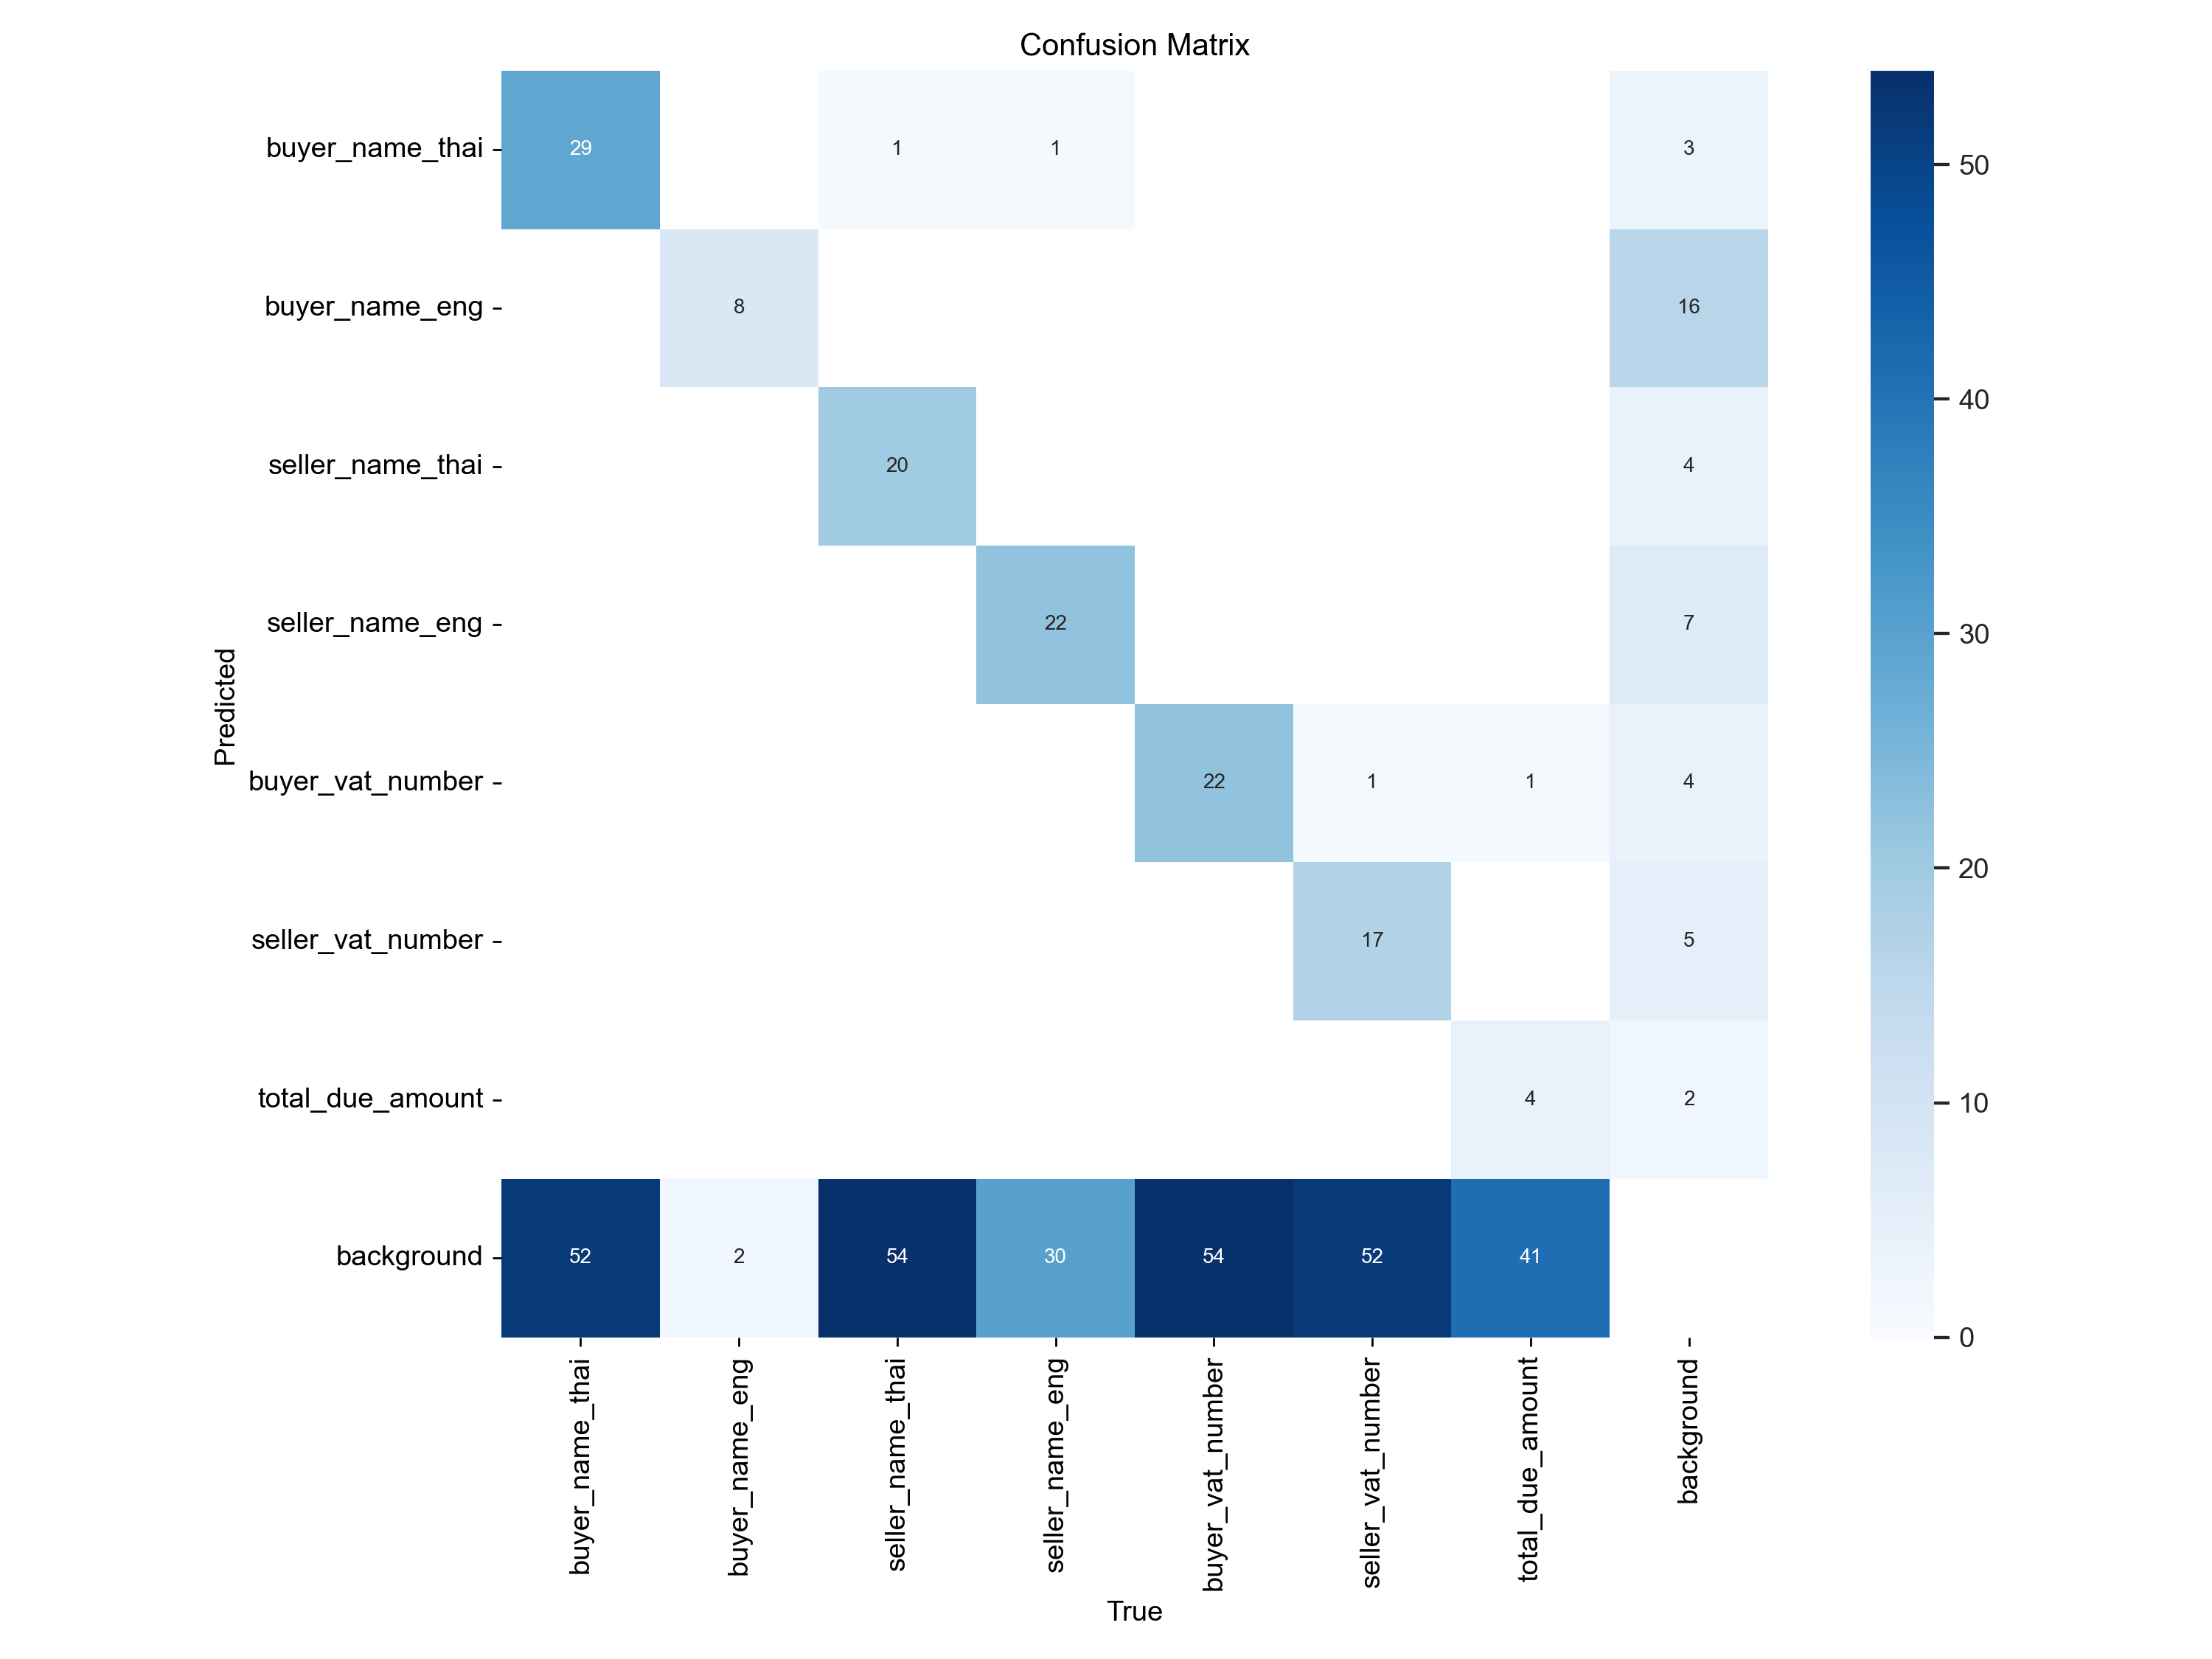 Confusion Matrix
buyer_name_thai 29 1 1 3
buyer_name_eng 8 16
seller_name_thai 20 4
seller_name_eng 22 7
buyer_vat_number 22 1 1 4
seller_vat_number 17 5
total_due_amount 4 2
background 52 2 54 30 54 52 41
Predicted
buyer_name_thai
buyer_name_eng
seller_name_thai
seller_name_eng
buyer_vat_number
seller_vat_number
total_due_amount
background
True
50
40
30
20
10
0